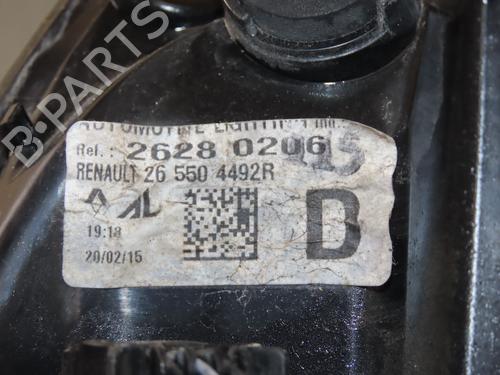 AUTOMOTIVE LIGHTING
Ref.: 2628 0206
RENAULT 26 550 4492R
AL
D
19:18
20/02/15
B-PARTS